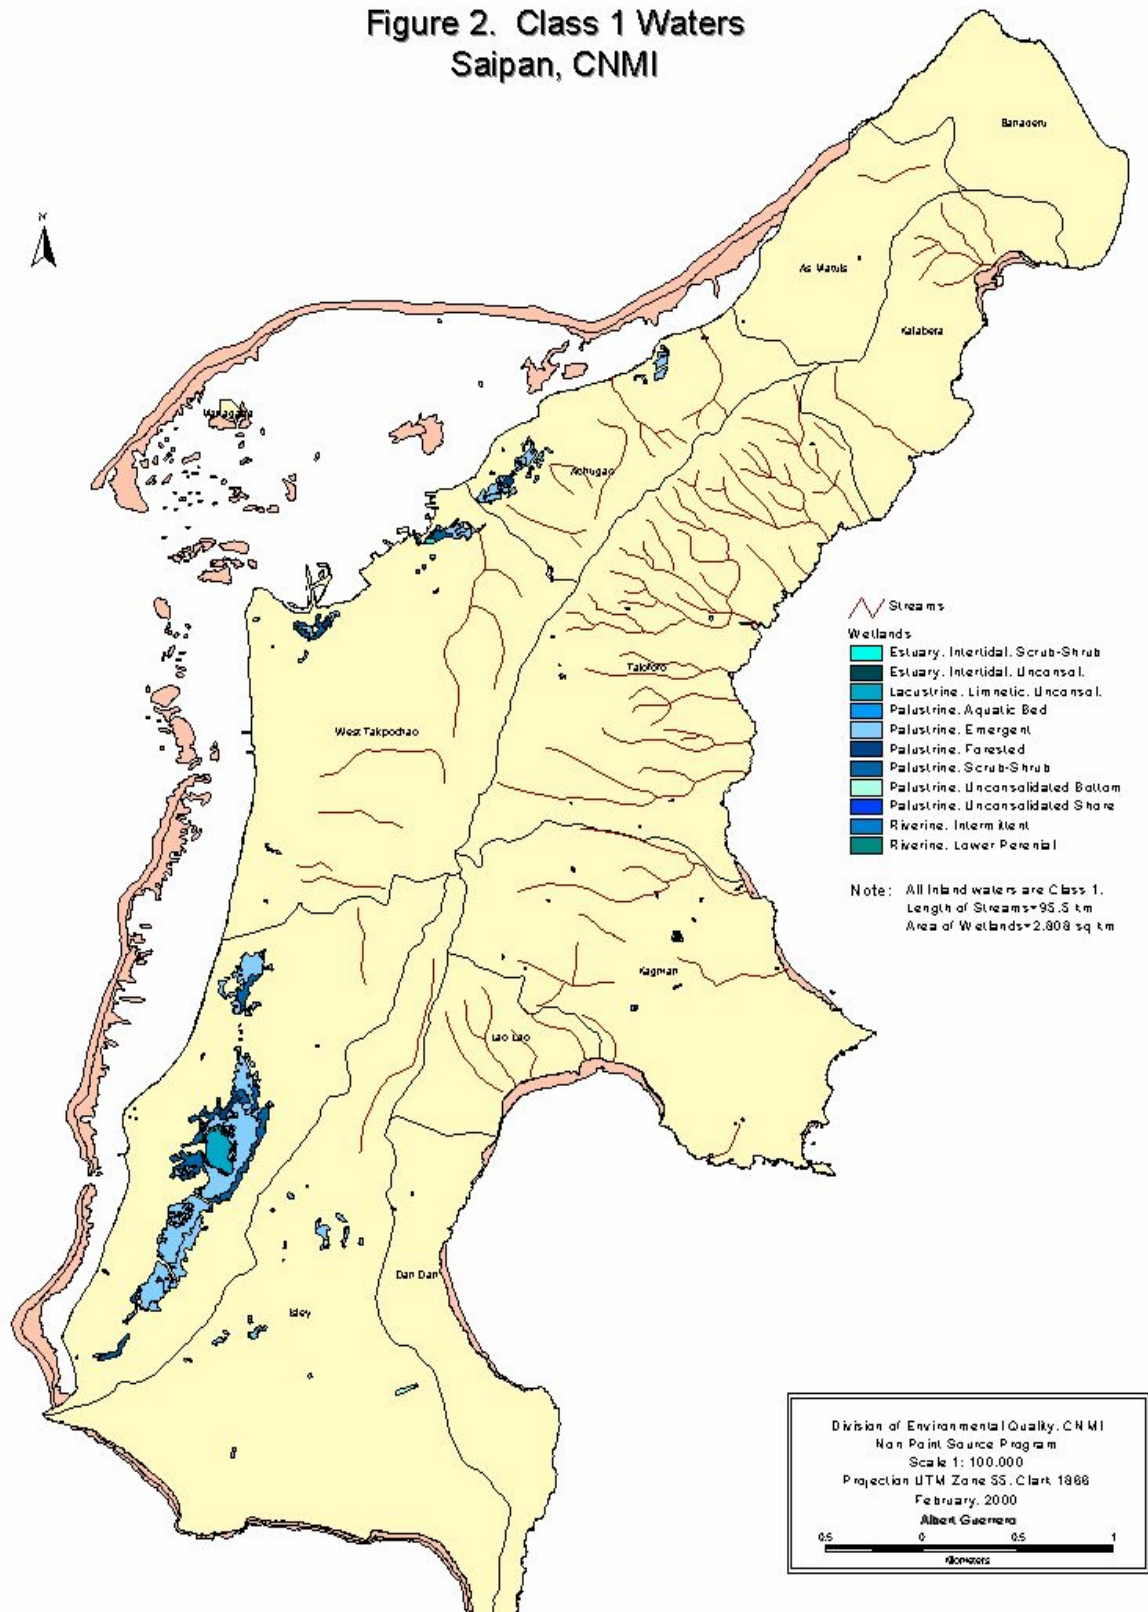 Figure 2. Class 1 Waters
Saipan, CNMI
N
Banaderu
As Matuis
Kalabera
Managaha
Achugao
Talofofo
West Takpochao
Kagman
Lao Lao
Dan Dan
Isley
Streams
Wetlands
Estuary, Intertidal, Scrub-Shrub
Estuary, Intertidal, Unconsol.
Lacustrine, Limnetic, Unconsol.
Palustrine, Aquatic Bed
Palustrine, Emergent
Palustrine, Forested
Palustrine, Scrub-Shrub
Palustrine, Unconsolidated Bottom
Palustrine, Unconsolidated Shore
Riverine, Intermittent
Riverine, Lower Perenial
Note: All Inland waters are Class 1.
Length of Streams=95.5 km
Area of Wetlands=2.808 sq km
Division of Environmental Quality, CNMI
Non Point Source Program
Scale 1: 100,000
Projection UTM Zone 55, Clark 1866
February, 2000
Albert Guerrero
0.5 0 0.5 1
Kilometers